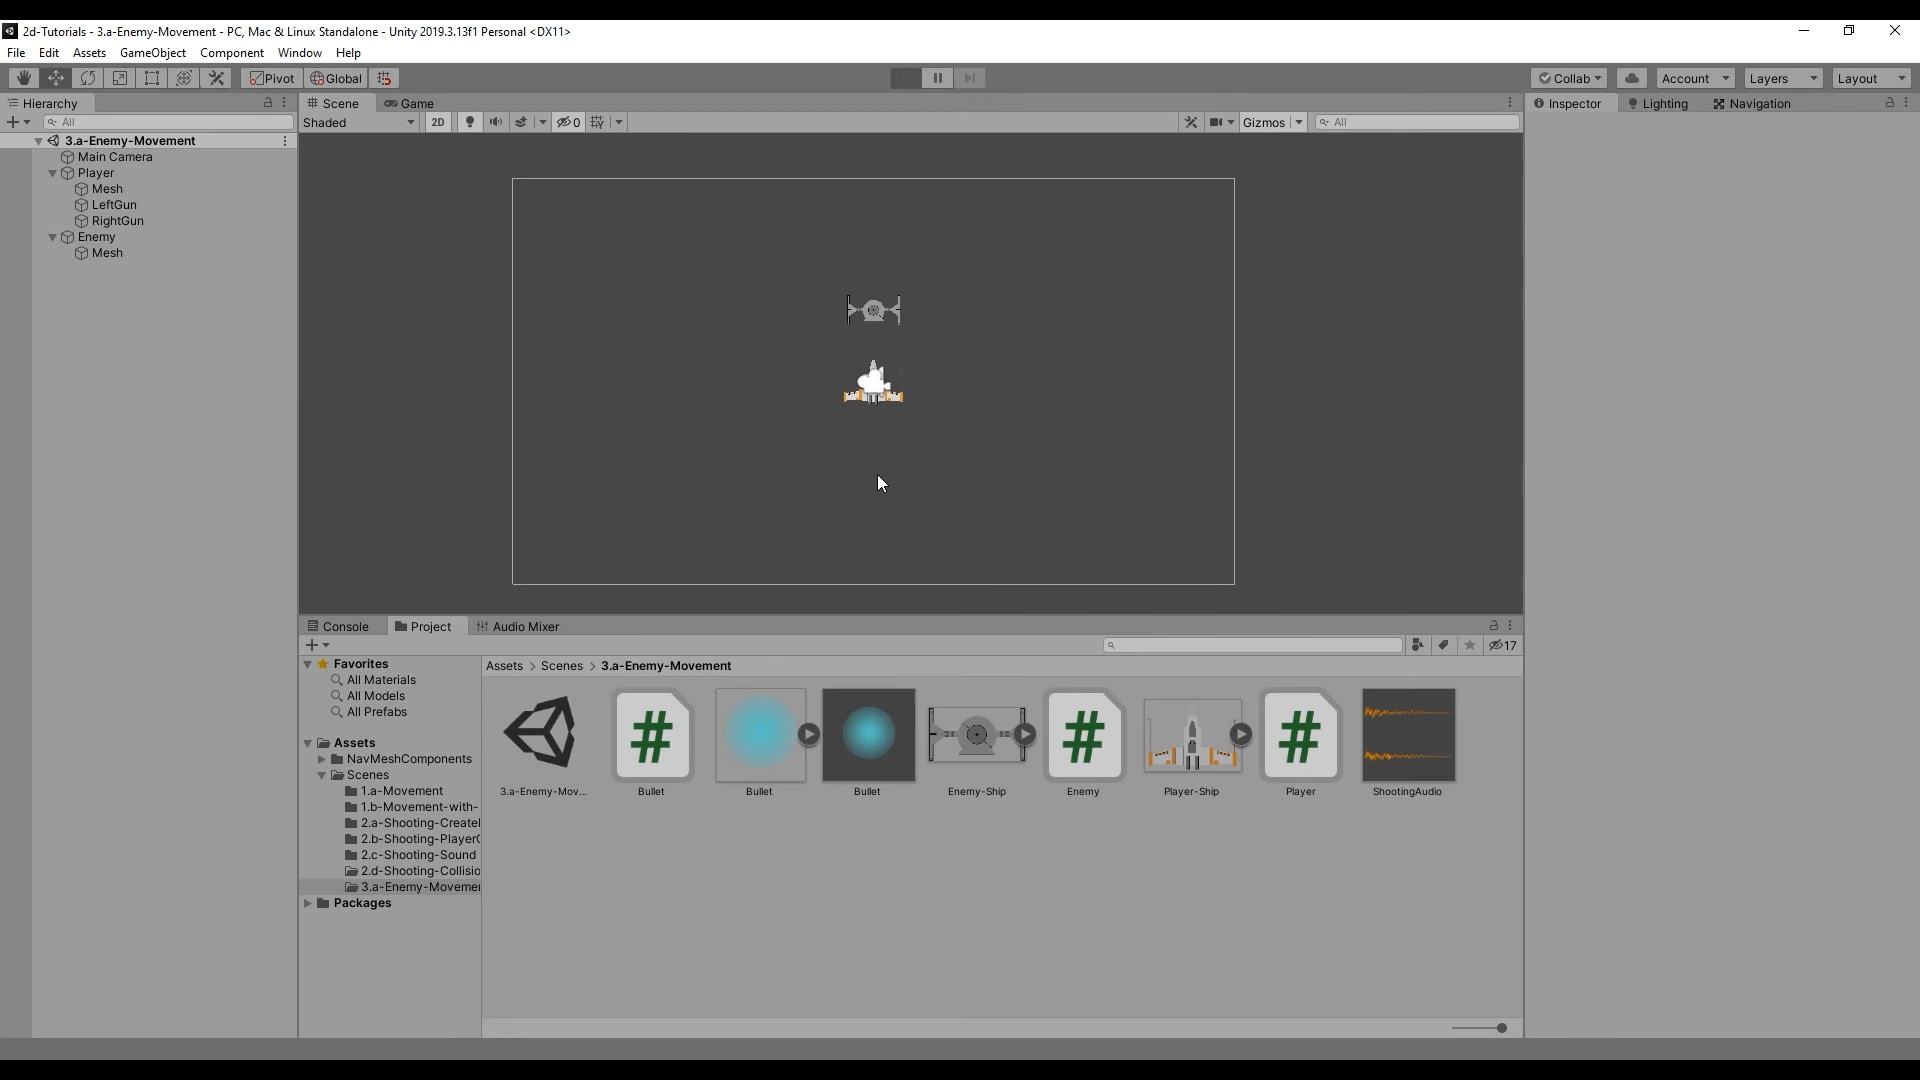 2d-Tutorials - 3.a-Enemy-Movement - PC, Mac & Linux Standalone - Unity 2019.3.13f1 Personal <DX11>
File Edit Assets GameObject Component Window Help
Pivot Global Collab Account Layers Layout
Hierarchy Scene Game Inspector Lighting Navigation
All Shaded 2D 0 Gizmos All
3.a-Enemy-Movement
Main Camera
Player
Mesh
LeftGun
RightGun
Enemy
Mesh
Console Project Audio Mixer
17
Favorites
All Materials
All Models
All Prefabs
Assets
NavMeshComponents
Scenes
1.a-Movement
1.b-Movement-with-
2.a-Shooting-Createl
2.b-Shooting-Player(
2.c-Shooting-Sound
2.d-Shooting-Collisio
3.a-Enemy-Movemen
Packages
Assets > Scenes > 3.a-Enemy-Movement
# # #
3.a-Enemy-Mov... Bullet Bullet Bullet Enemy-Ship Enemy Player-Ship Player ShootingAudio